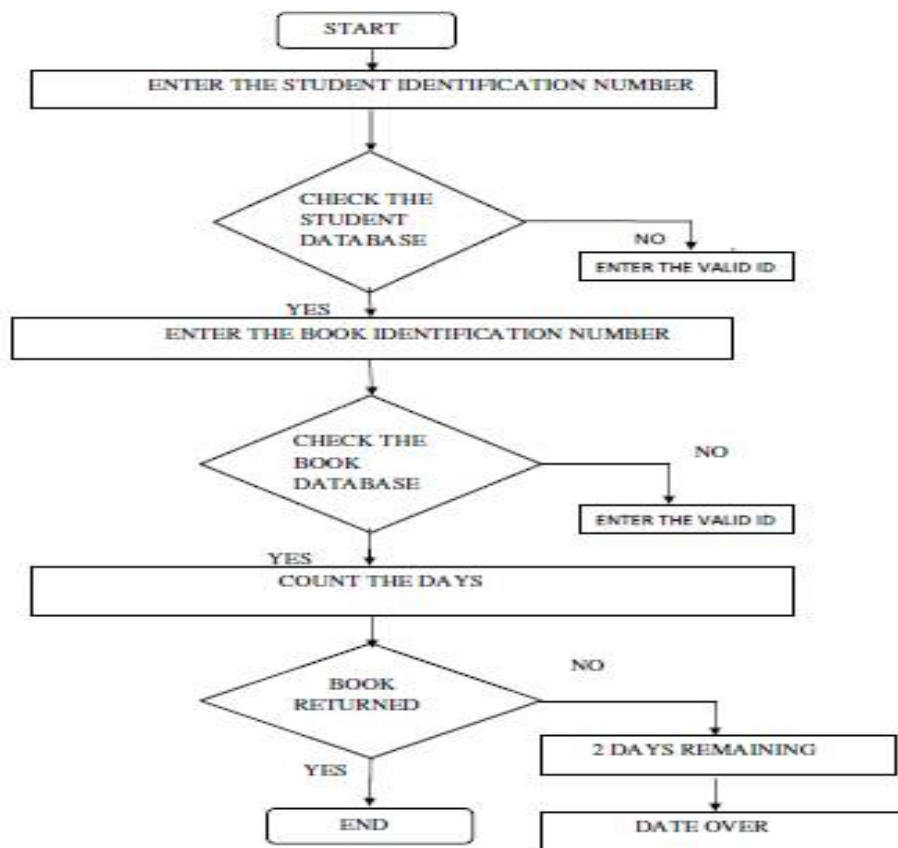 START
ENTER THE STUDENT IDENTIFICATION NUMBER
CHECK THE
STUDENT
DATABASE
NO
ENTER THE VALID ID
YES
ENTER THE BOOK IDENTIFICATION NUMBER
CHECK THE
BOOK
DATABASE
NO
ENTER THE VALID ID
YES
COUNT THE DAYS
BOOK
RETURNED
NO
2 DAYS REMAINING
YES
END
DATE OVER